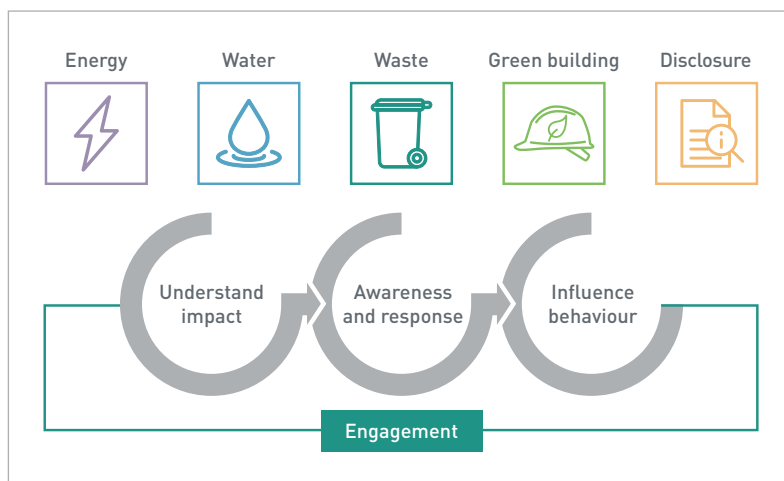 Energy
Water
Waste
Green building
Disclosure
i
Understand
impact
Awareness
and response
Influence
behaviour
Engagement